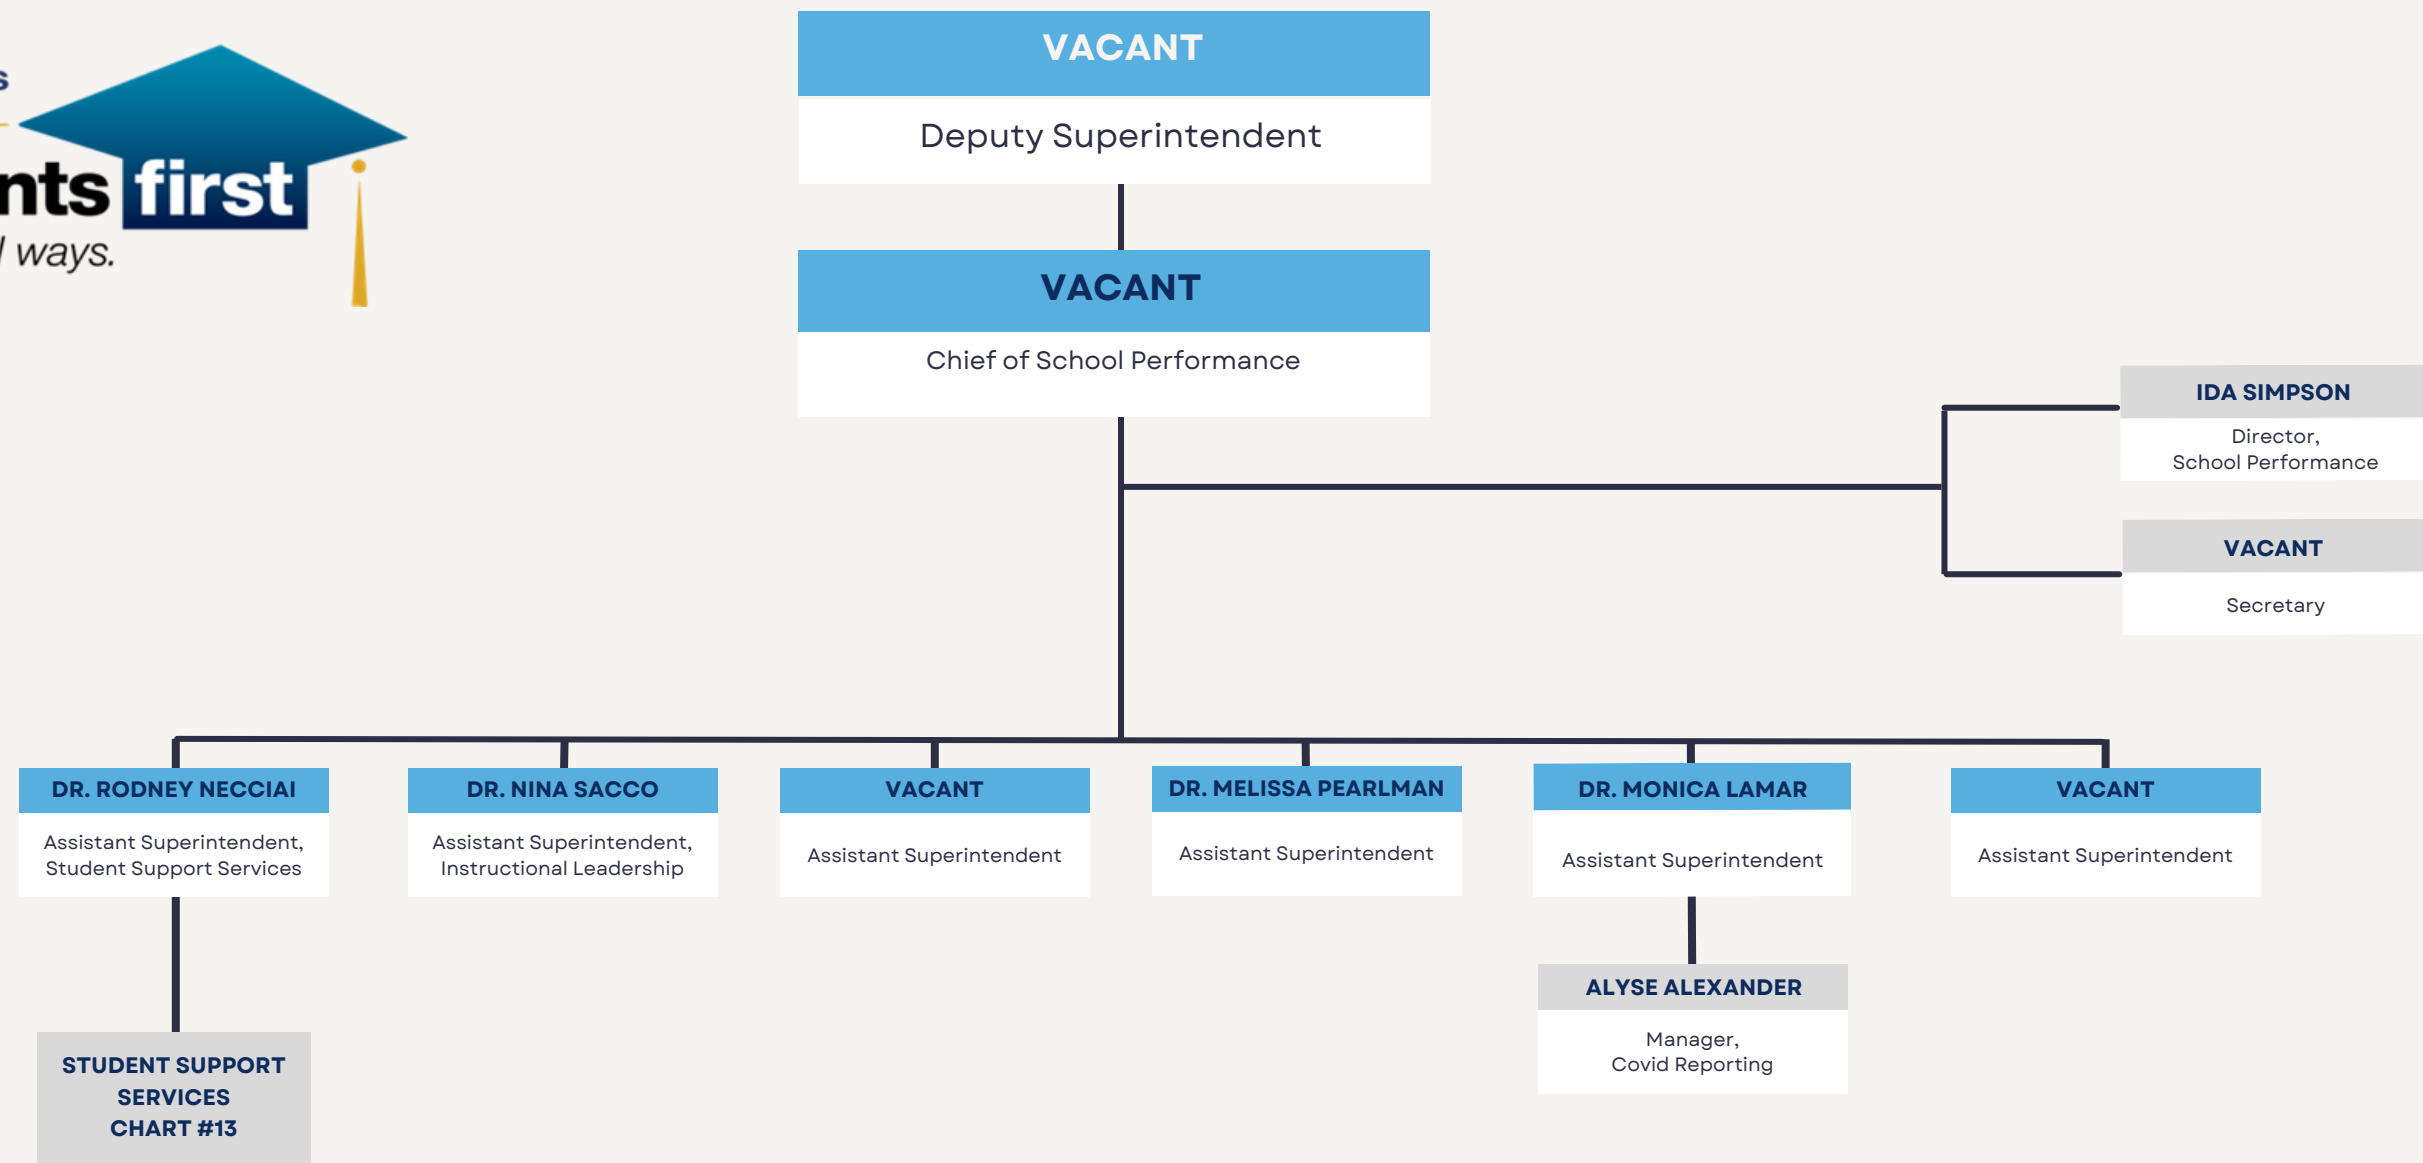 s
nts first
ways.
VACANT
Deputy Superintendent
VACANT
Chief of School Performance
IDA SIMPSON
Director,
School Performance
VACANT
Secretary
DR. RODNEY NECCIAI
Assistant Superintendent,
Student Support Services
DR. NINA SACCO
Assistant Superintendent,
Instructional Leadership
VACANT
Assistant Superintendent
DR. MELISSA PEARLMAN
Assistant Superintendent
DR. MONICA LAMAR
Assistant Superintendent
VACANT
Assistant Superintendent
ALYSE ALEXANDER
Manager,
Covid Reporting
STUDENT SUPPORT
SERVICES
CHART #13